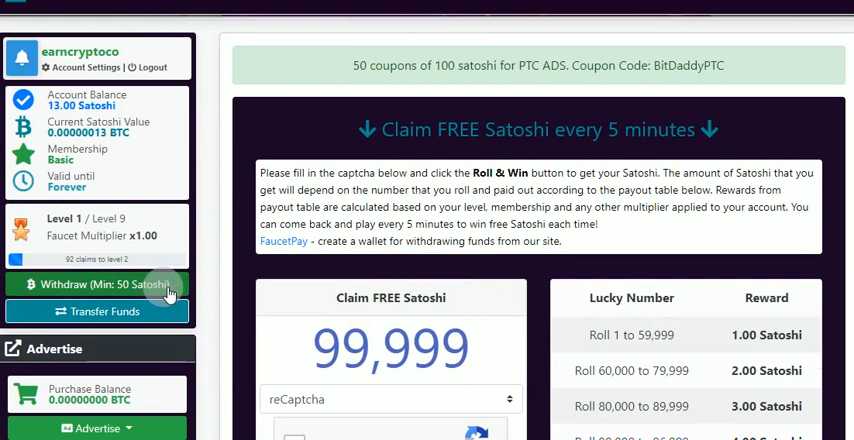 earncryptoco
Account Settings | Logout
Account Balance
13.00 Satoshi
Current Satoshi Value
0.00000013 BTC
Membership
Basic
Valid until
Forever
Level 1 / Level 9
Faucet Multiplier x1.00
92 claims to level 2
Withdraw (Min: 50 Satoshi)
Transfer Funds
Advertise
Purchase Balance
0.00000000 BTC
Advertise
50 coupons of 100 satoshi for PTC ADS. Coupon Code: BitDaddyPTC
Claim FREE Satoshi every 5 minutes
Please fill in the captcha below and click the Roll & Win button to get your Satoshi. The amount of Satoshi that you
get will depend on the number that you roll and paid out according to the payout table below. Rewards from
payout table are calculated based on your level, membership and any other multiplier applied to your account. You
can come back and play every 5 minutes to win free Satoshi each time!
FaucetPay - create a wallet for withdrawing funds from our site.
Claim FREE Satoshi
99,999
reCaptcha
Lucky Number Reward
Roll 1 to 59,999 1.00 Satoshi
Roll 60,000 to 79,999 2.00 Satoshi
Roll 80,000 to 89,999 3.00 Satoshi